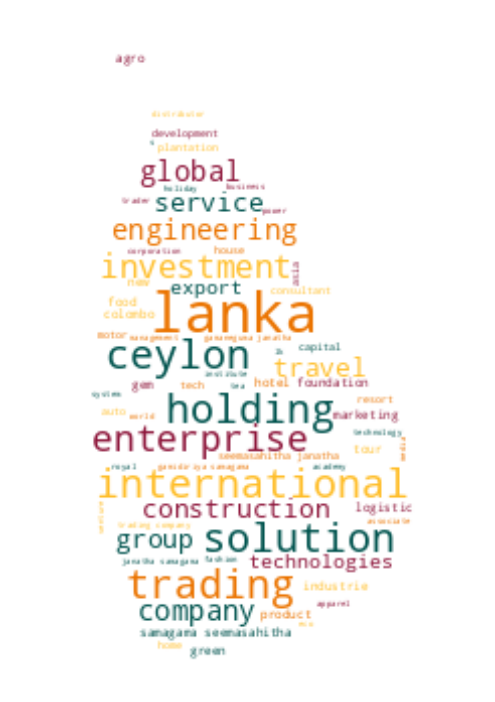 agro
distributor
development
s
plantation
global
holiday business
trader service power
engineering
corporation house
investment asia
new export consultant
food
colombo lanka
motor management gamaneguma janatha
ceylon capital
institute travel
gem tech tea hotel foundation
system holding resort
auto world marketing
enterprise technology
seemasahitha janatha tour media
royal gamidiriya samagama academy
international
venture construction logistic
trading company associate
group solution
janatha samagama fashion technologies
trading industrie
company apparel
product
samagama seemasahitha
home green